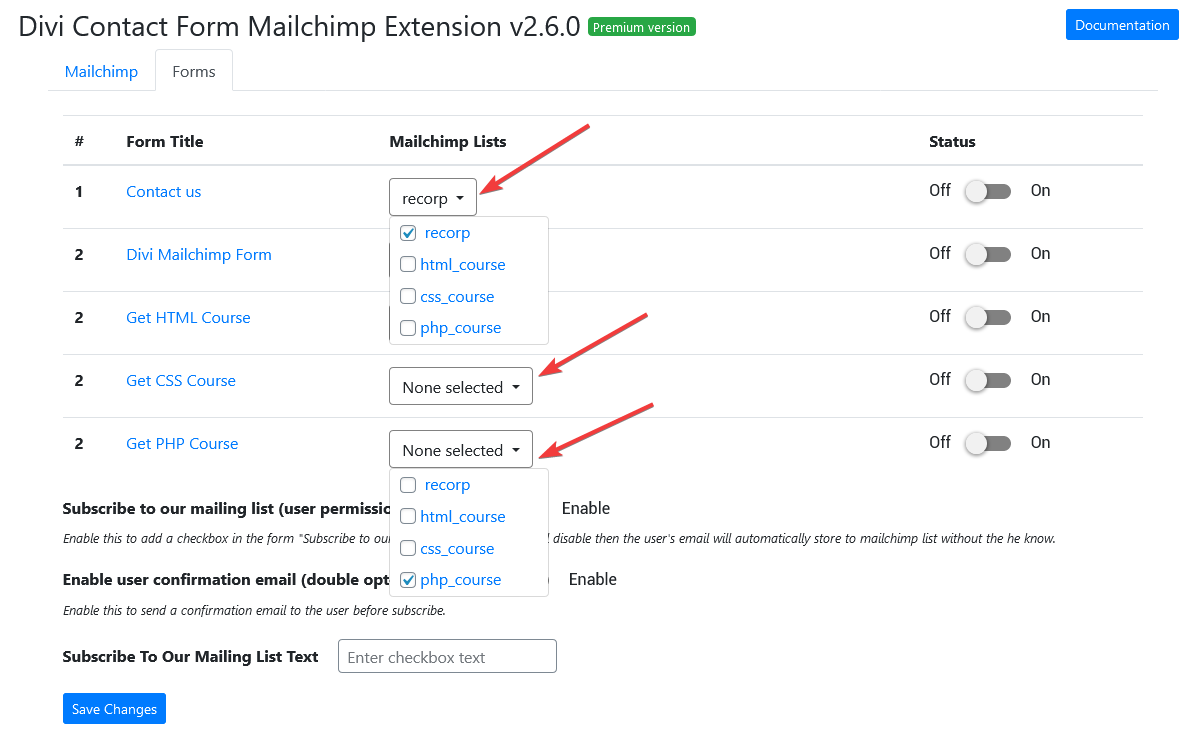 Divi Contact Form Mailchimp Extension v2.6.0 Premium version Documentation
Mailchimp Forms
# Form Title Mailchimp Lists Status
1 Contact us recorp Off On
recorp
2 Divi Mailchimp Form Off On
html_course
css_course
2 Get HTML Course Off On
php_course
2 Get CSS Course None selected Off On
2 Get PHP Course None selected Off On
recorp
Subscribe to our mailing list (user permissio Enable
html_course
Enable this to add a checkbox in the form "Subscribe to ou disable then the user's email will automatically store to mailchimp list without the he know.
css_course
Enable user confirmation email (double opt ) Enable
php_course
Enable this to send a confirmation email to the user before subscribe.
Subscribe To Our Mailing List Text Enter checkbox text
Save Changes